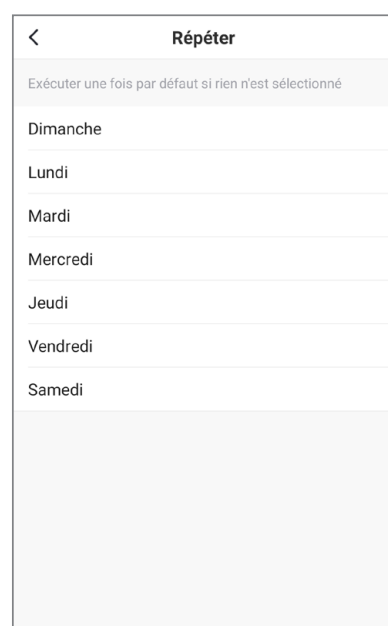 Répéter
Exécuter une fois par défaut si rien n'est sélectionné
Dimanche
Lundi
Mardi
Mercredi
Jeudi
Vendredi
Samedi